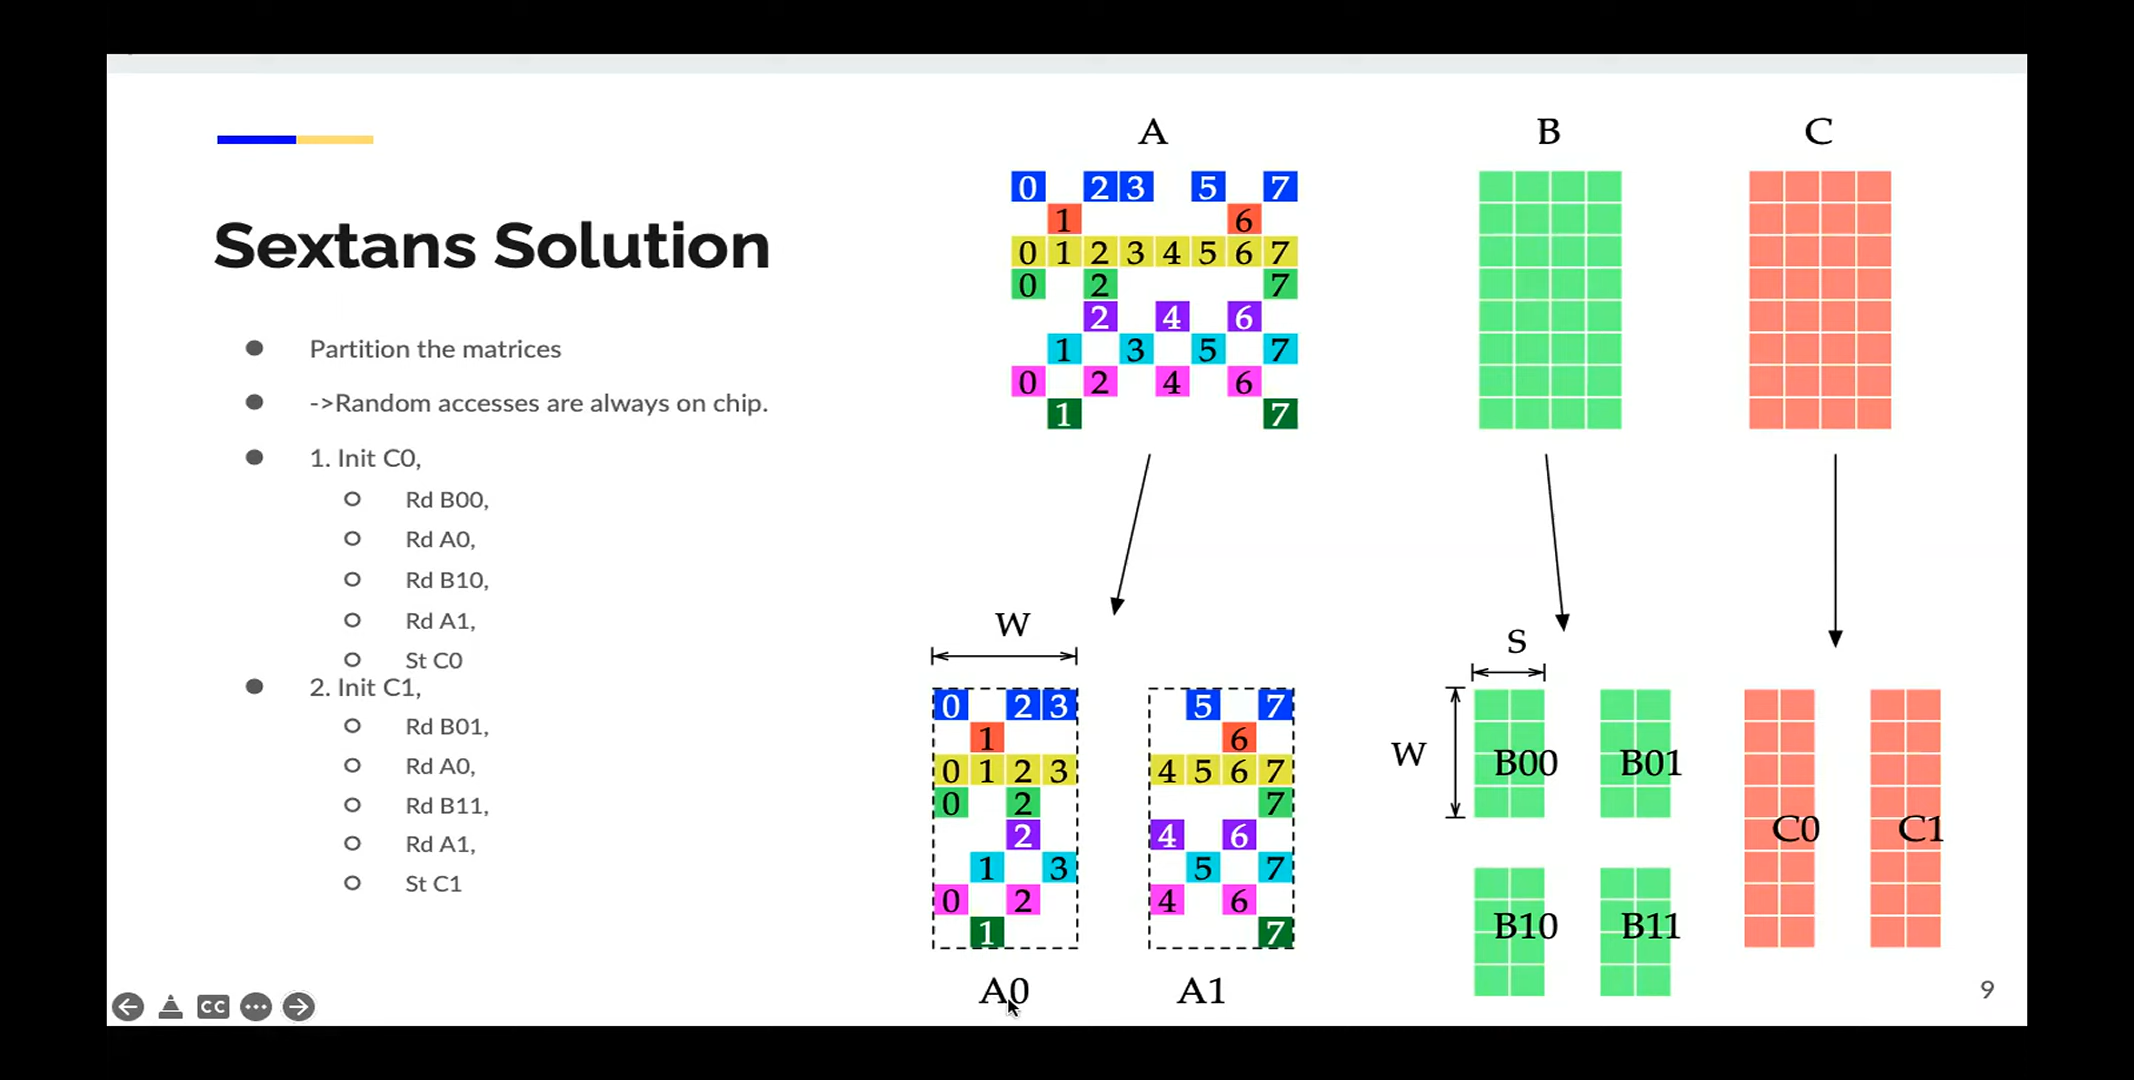 Sextans Solution
Partition the matrices
->Random accesses are always on chip.
1. Init C0,
Rd B00,
Rd A0,
Rd B10,
Rd A1,
St C0
2. Init C1,
Rd B01,
Rd A0,
Rd B11,
Rd A1,
St C1
A
0 2 3 5 7
1 6
0 1 2 3 4 5 6 7
0 2 7
2 4 6
1 3 5 7
0 2 4 6
1 7
B
C
W
0 2 3
1
0 1 2 3
0 2
2
1 3
0 2
1
A0
5 7
6
4 5 6 7
7
4 6
5 7
4 6
7
A1
S
W
B00
B01
B10
B11
C0
C1
CC
9